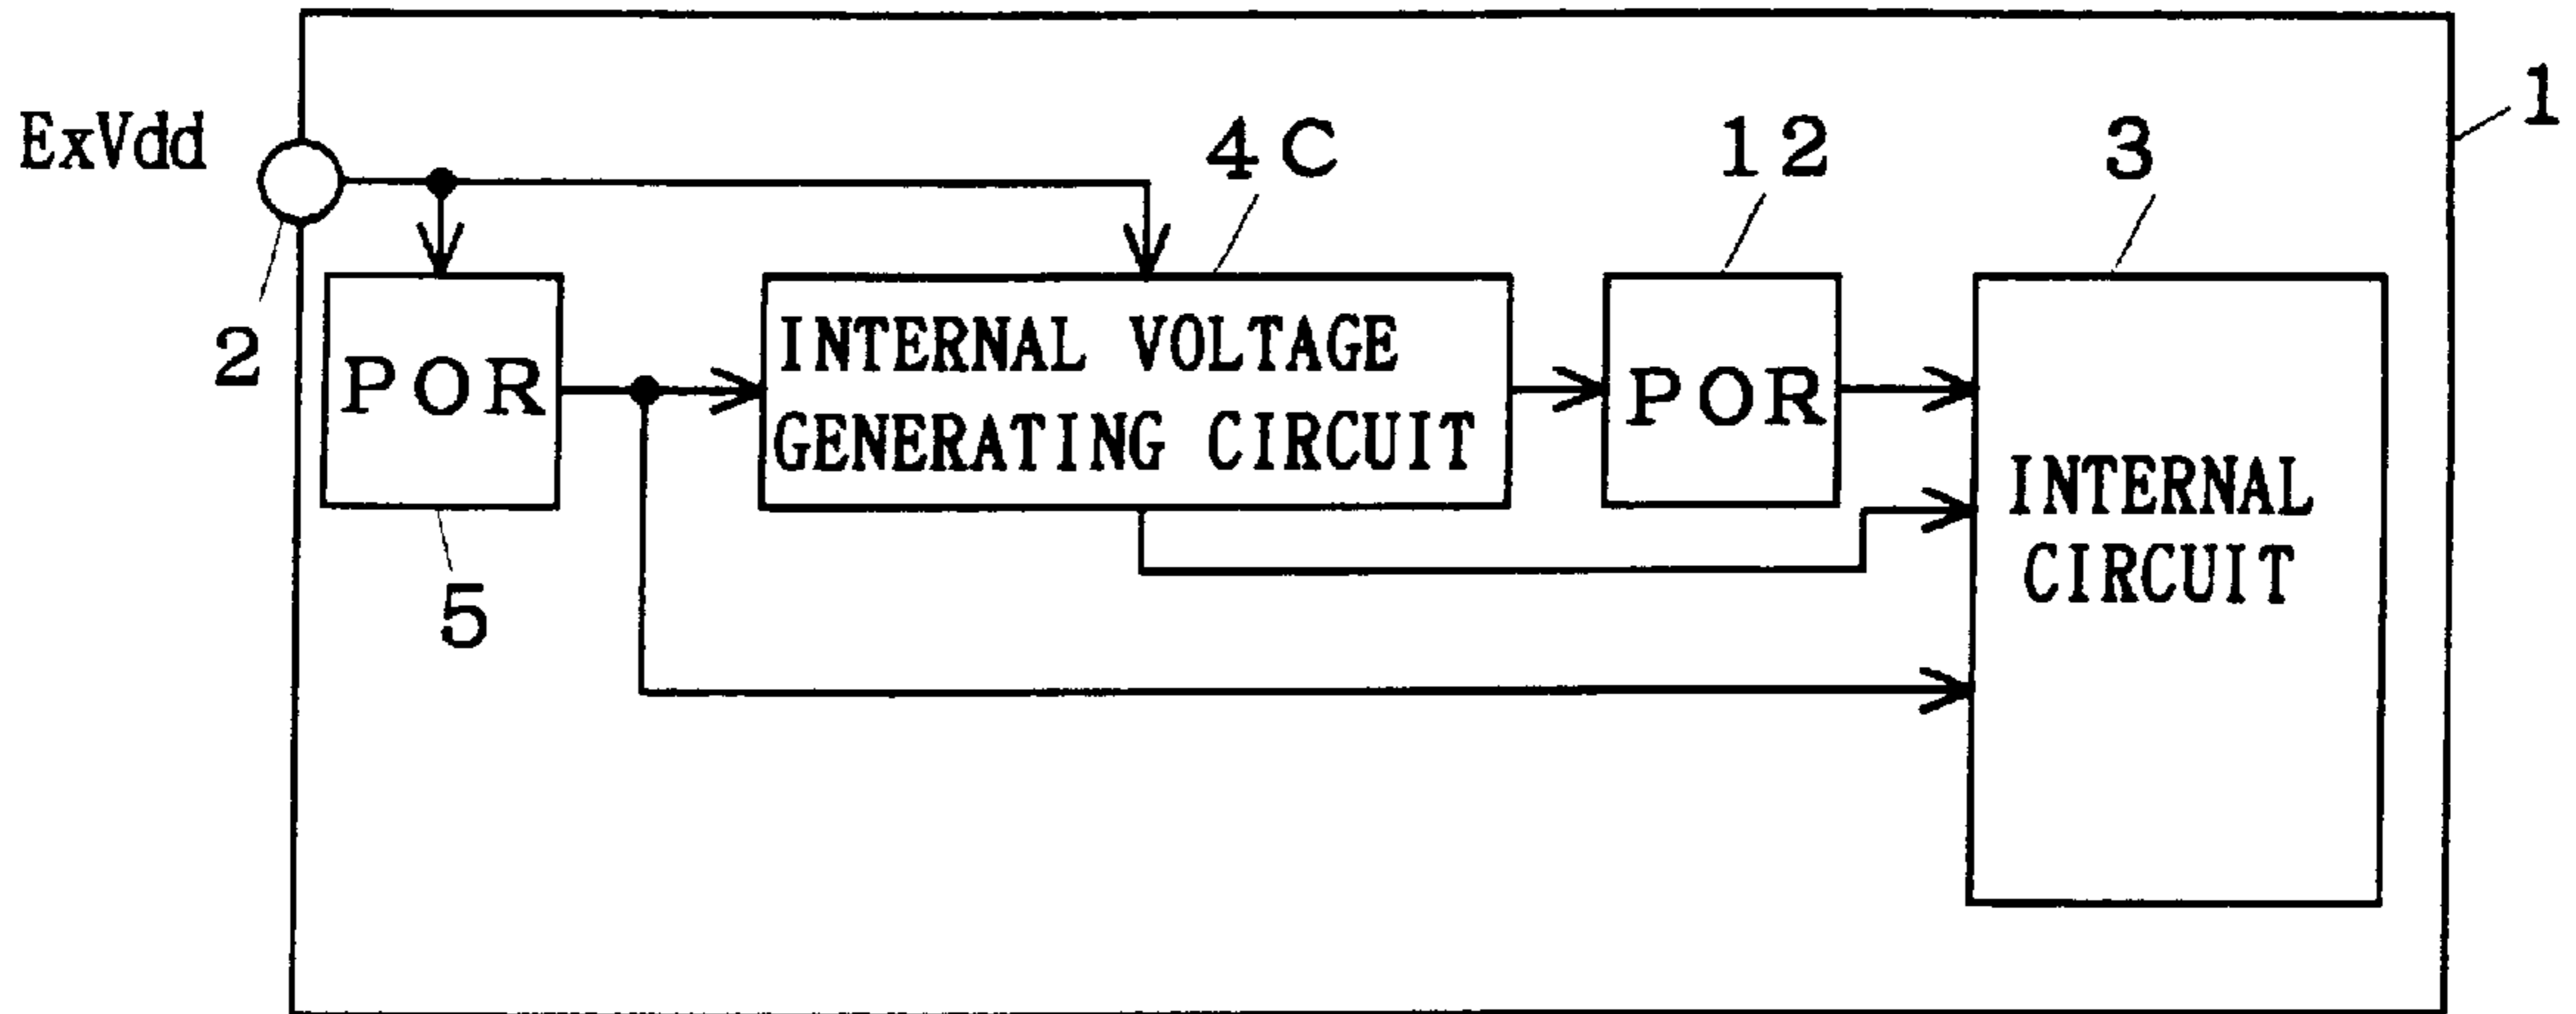 1
ExVdd
4C
12
3
2
POR
INTERNAL VOLTAGE
GENERATING CIRCUIT
POR
INTERNAL
CIRCUIT
5